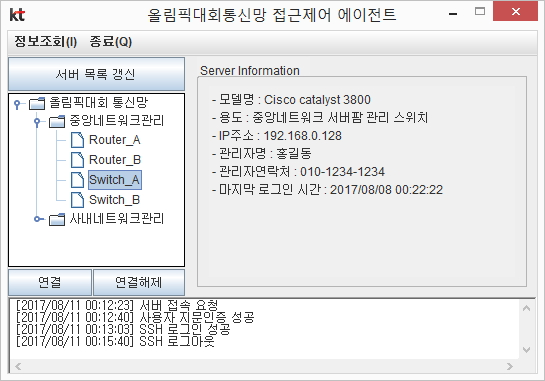 kt
올림픽대회통신망 접근제어 에이전트
정보조회(I) 종료(Q)
서버 목록 갱신
올림픽대회 통신망
중앙네트워크관리
Router_A
Router_B
Switch_A
Switch_B
사내네트워크관리
연결 연결해제
Server Information
- 모델명 : Cisco catalyst 3800
- 용도 : 중앙네트워크 서버팜 관리 스위치
- IP주소 : 192.168.0.128
- 관리자명 : 홍길동
- 관리자연락처 : 010-1234-1234
- 마지막 로그인 시간 : 2017/08/08 00:22:22
[2017/08/11 00:12:23] 서버 접속 요청
[2017/08/11 00:12:40] 사용자 지문인증 성공
[2017/08/11 00:13:03] SSH 로그인 성공
[2017/08/11 00:15:40] SSH 로그아웃